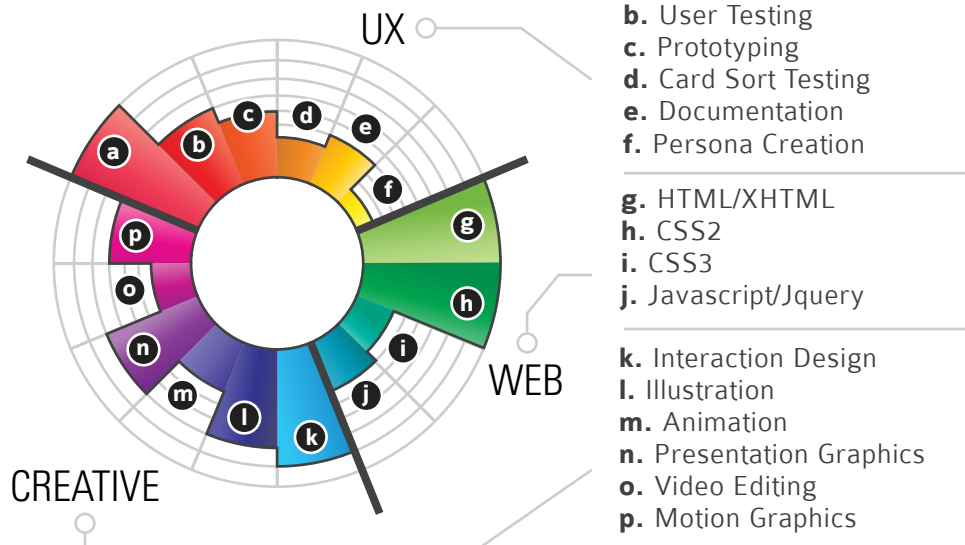 UX
a
b
c
d
e
f
g
h
i
j
k
l
m
n
o
p
WEB
CREATIVE
b. User Testing
c. Prototyping
d. Card Sort Testing
e. Documentation
f. Persona Creation
g. HTML/XHTML
h. CSS2
i. CSS3
j. Javascript/Jquery
k. Interaction Design
l. Illustration
m. Animation
n. Presentation Graphics
o. Video Editing
p. Motion Graphics